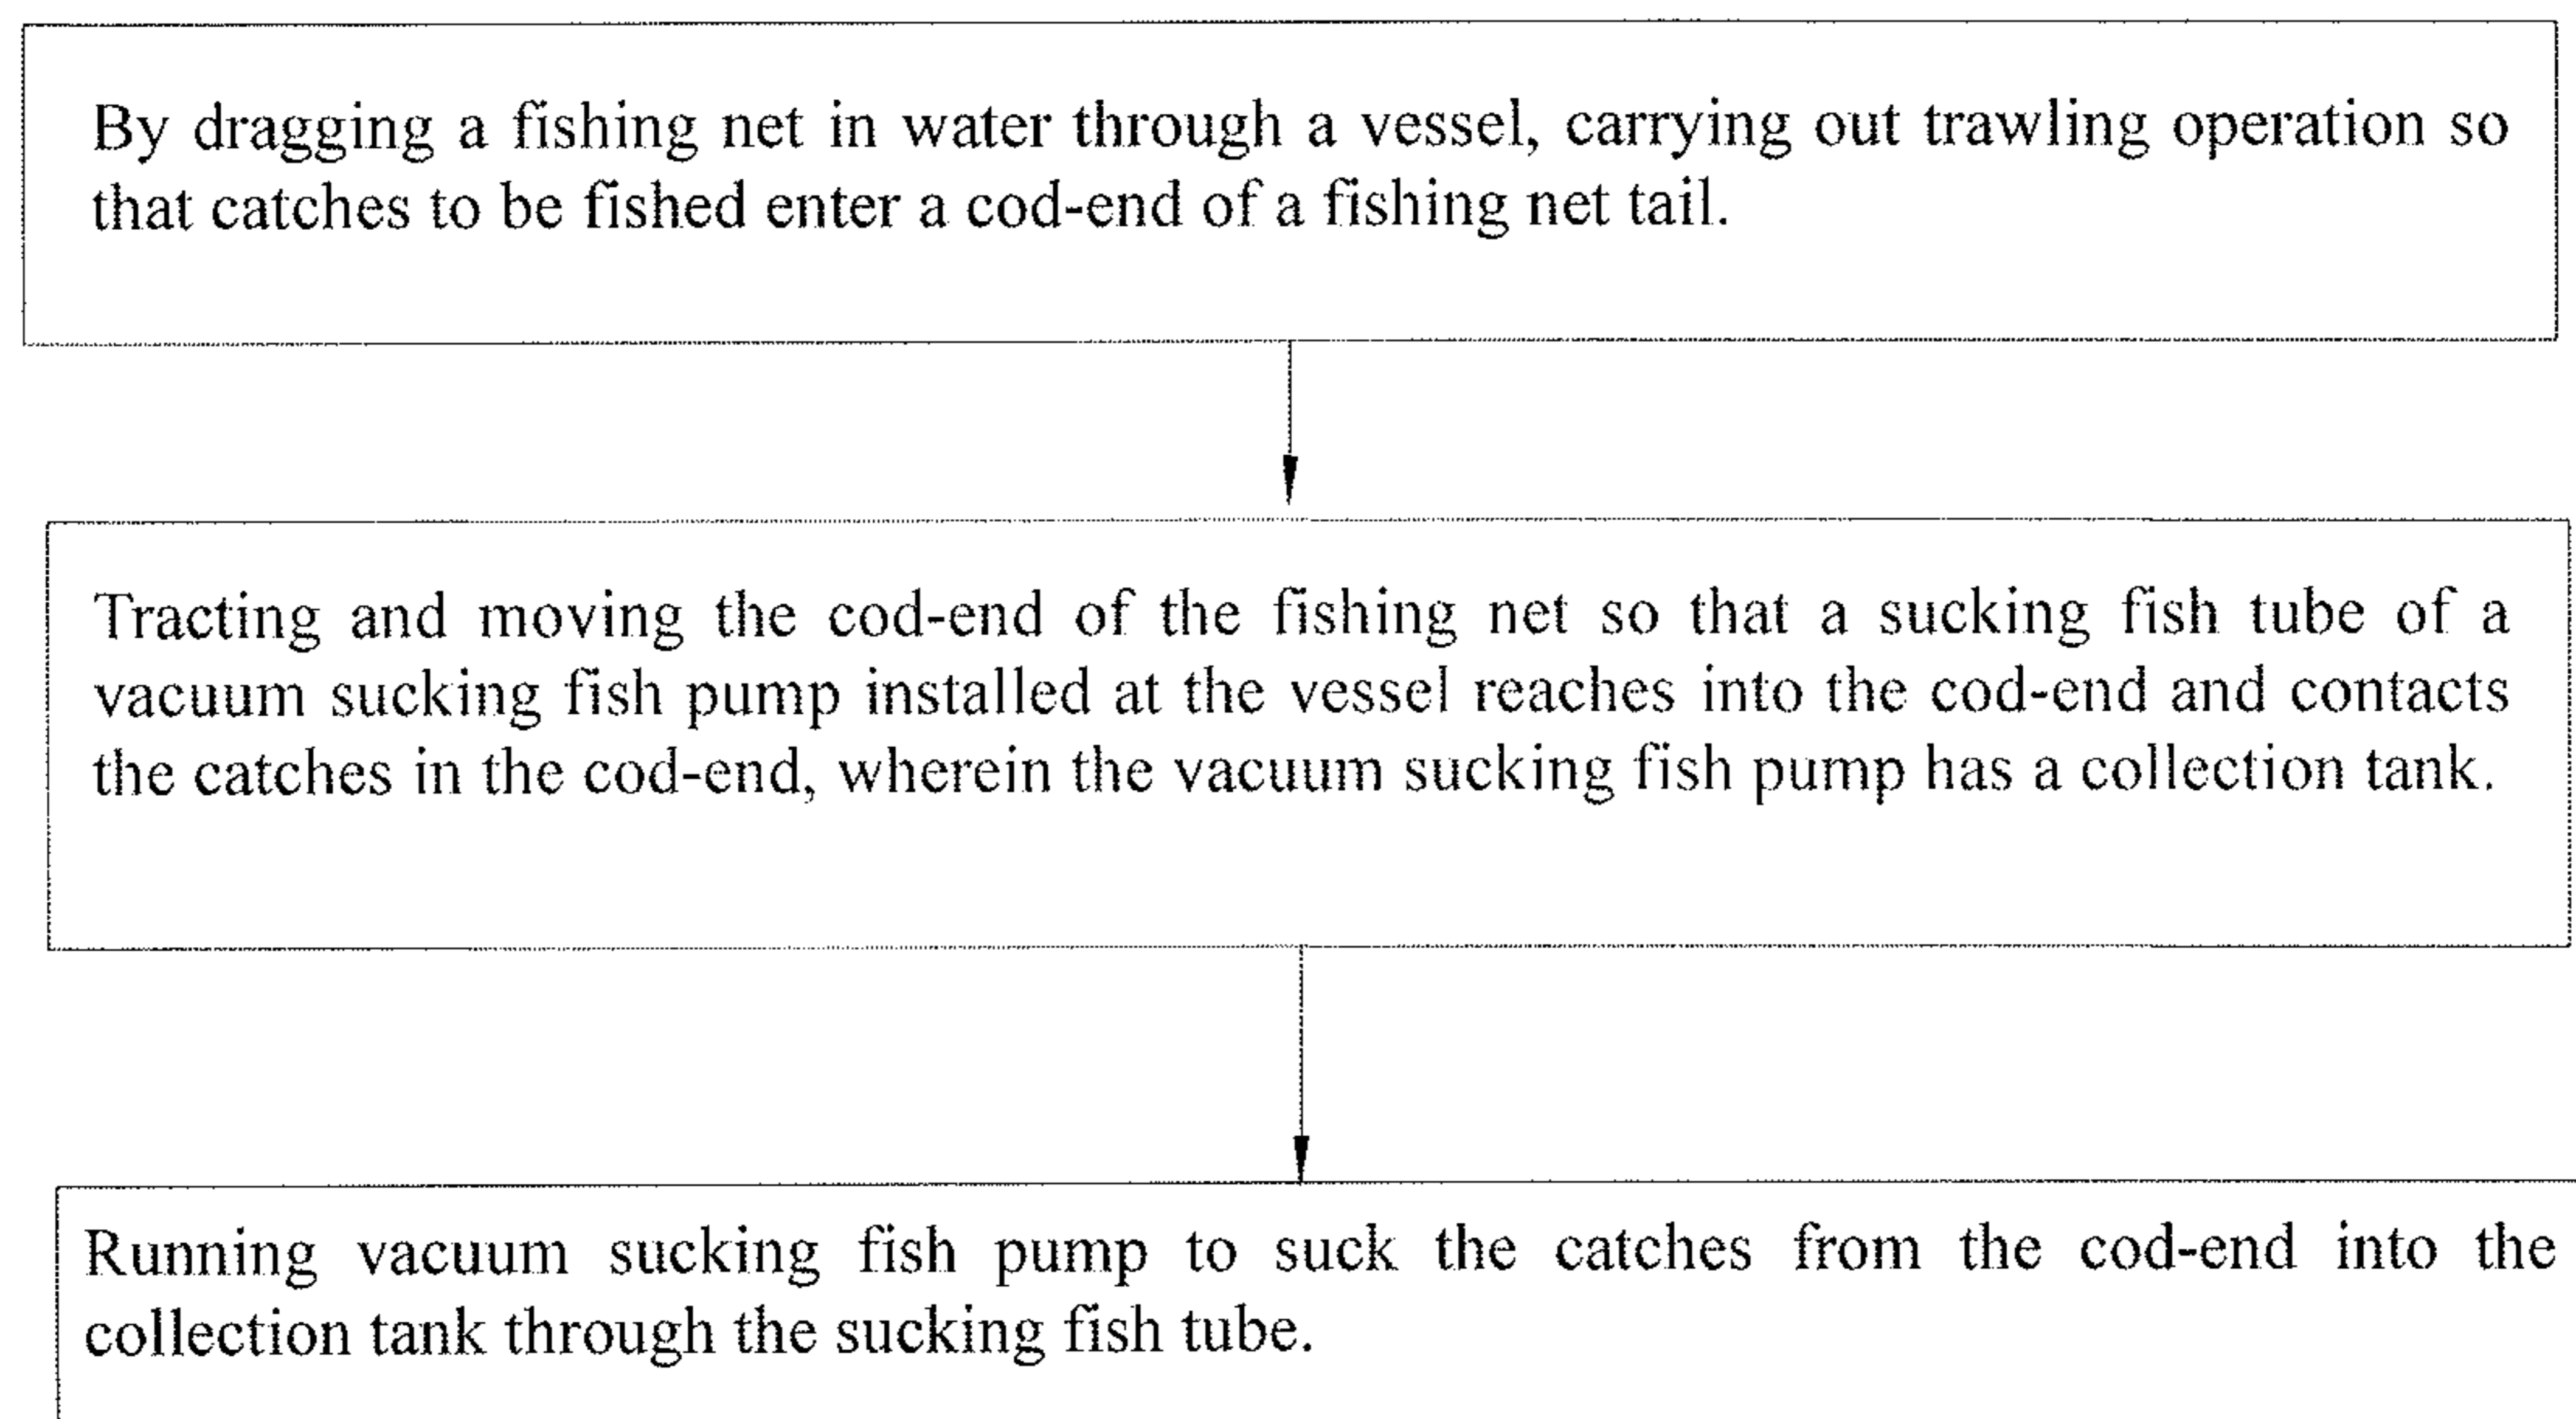 By dragging a fishing net in water through a vessel, carrying out trawling operation so
that catches to be fished enter a cod-end of a fishing net tail.
Tracting and moving the cod-end of the fishing net so that a sucking fish tube of a
vacuum sucking fish pump installed at the vessel reaches into the cod-end and contacts
the catches in the cod-end, wherein the vacuum sucking fish pump has a collection tank.
Running vacuum sucking fish pump to suck the catches from the cod-end into the
collection tank through the sucking fish tube.